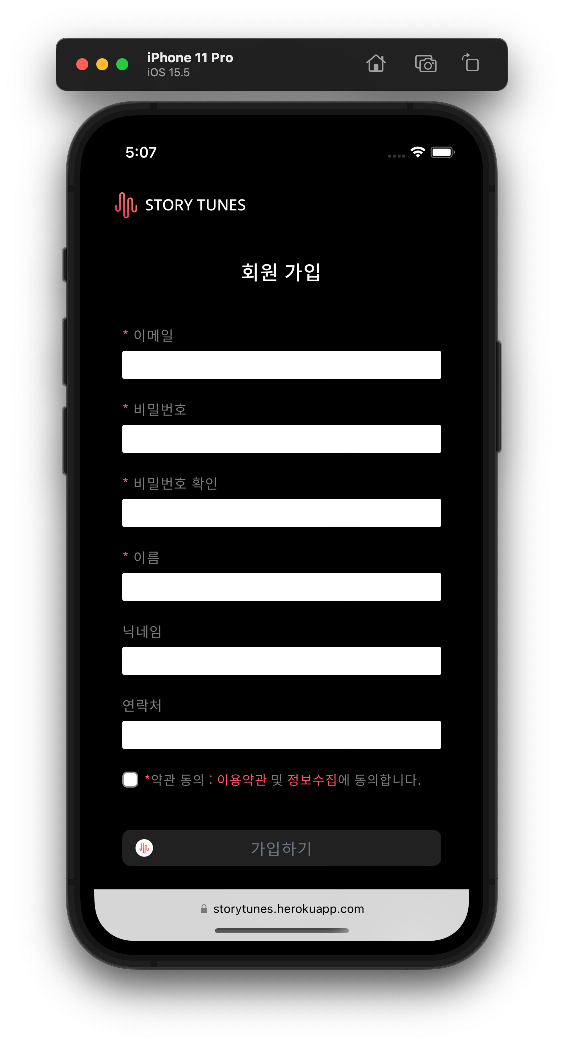 iPhone 11 Pro
iOS 15.5
5:07
STORY TUNES
회원 가입
* 이메일
* 비밀번호
* 비밀번호 확인
* 이름
닉네임
연락처
*약관 동의 : 이용약관 및 정보수집에 동의합니다.
가입하기
storytunes.herokuapp.com